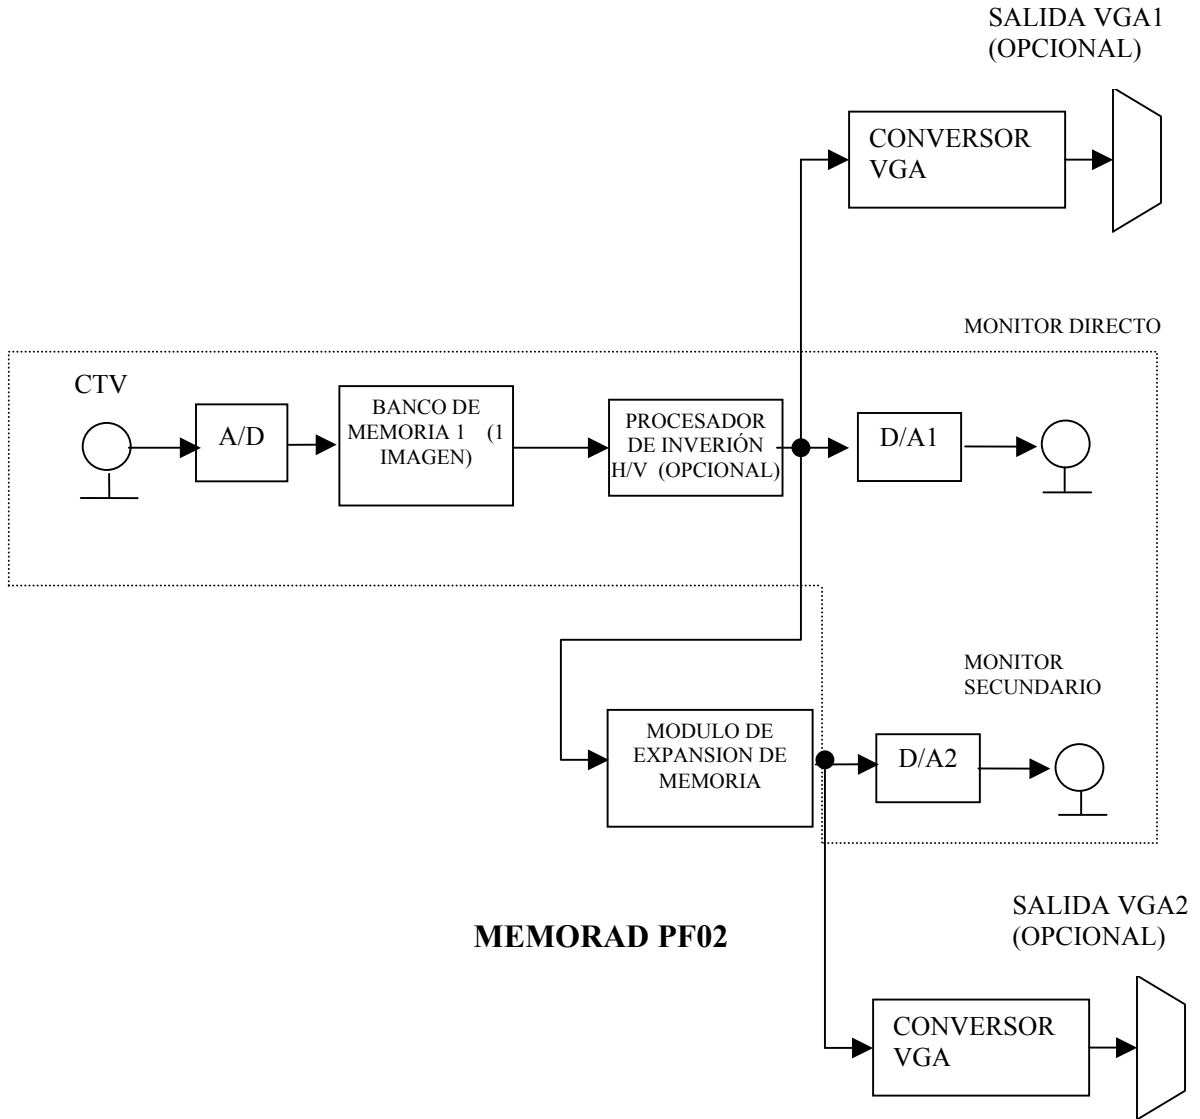 SALIDA VGA1
(OPCIONAL)
CONVERSOR
VGA
MONITOR DIRECTO
CTV
A/D
BANCO DE
MEMORIA 1 (1
IMAGEN)
PROCESADOR
DE INVERIÓN
H/V (OPCIONAL)
D/A1
MONITOR
SECUNDARIO
MODULO DE
EXPANSION DE
MEMORIA
D/A2
MEMORAD PF02
SALIDA VGA2
(OPCIONAL)
CONVERSOR
VGA